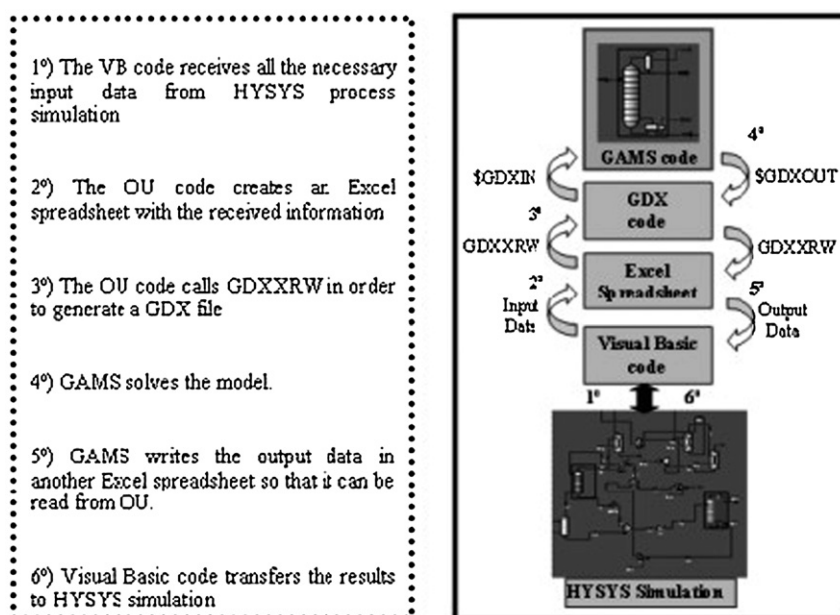 1º) The VB code receives all the necessary
input data from HYSYS process
simulation
2º) The OU code creates an Excel
spreadsheet with the received information
3º) The OU code calls GDXXRW in order
to generate a GDX file
4º) GAMS solves the model.
5º) GAMS writes the output data in
another Excel spreadsheet so that it can be
read from OU.
6º) Visual Basic code transfers the results
to HYSYS simulation
GAMS code
4º
$GDXIN
$GDXOUT
GDX
code
3º
GDXXRW
GDXXRW
Excel
Spreadsheet
2º
5º
Input
Data
Output
Data
Visual Basic
code
1º
6º
HYSYS Simulation